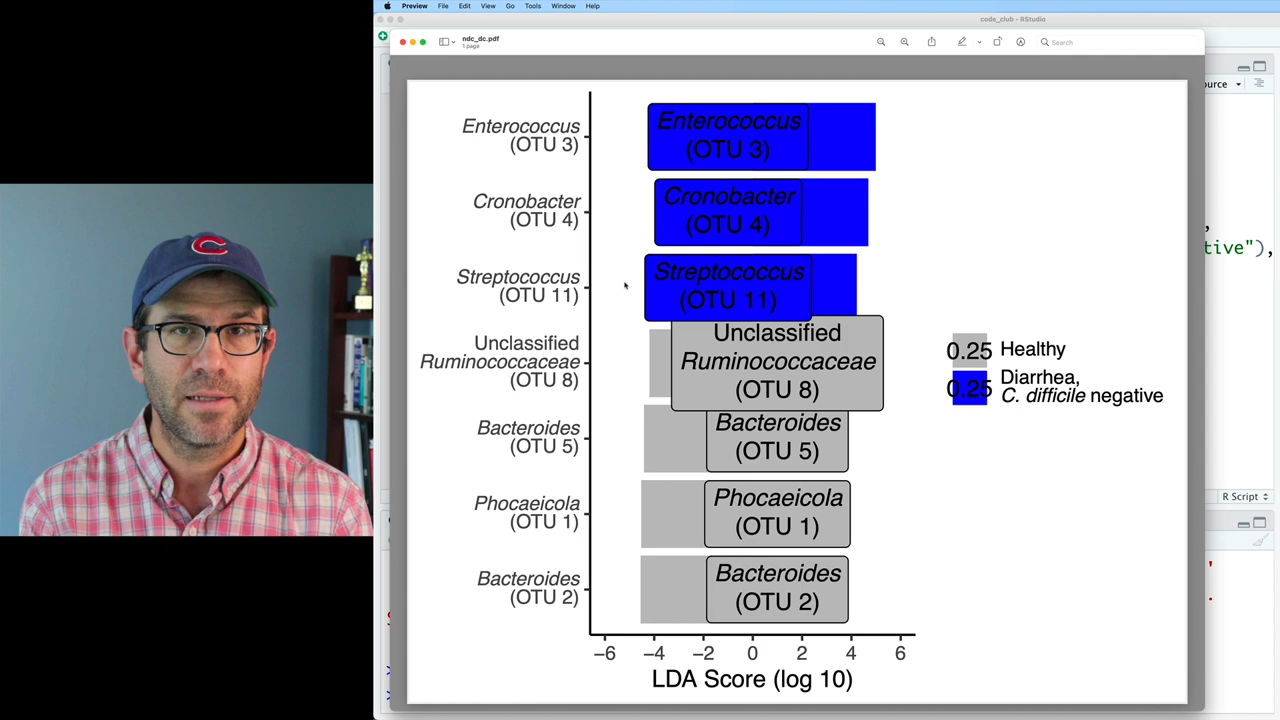 Preview File Edit View Go Tools Window Help
code_club - RStudio
ndc_dc.pdf
1 page
Search
ource
C
Enterococcus
(OTU 3)
Cronobacter
(OTU 4)
Streptococcus
(OTU 11)
Unclassified
Ruminococcaceae
(OTU 8)
Bacteroides
(OTU 5)
Phocaeicola
(OTU 1)
Bacteroides
(OTU 2)
Enterococcus
(OTU 3)
Cronobacter
(OTU 4)
Streptococcus
(OTU 11)
Unclassified
Ruminococcaceae
(OTU 8)
Bacteroides
(OTU 5)
Phocaeicola
(OTU 1)
Bacteroides
(OTU 2)
−6 −4 −2 0 2 4 6
LDA Score (log 10)
0.25 Healthy
0.25 Diarrhea,
C. difficile negative
tive"),
R Script